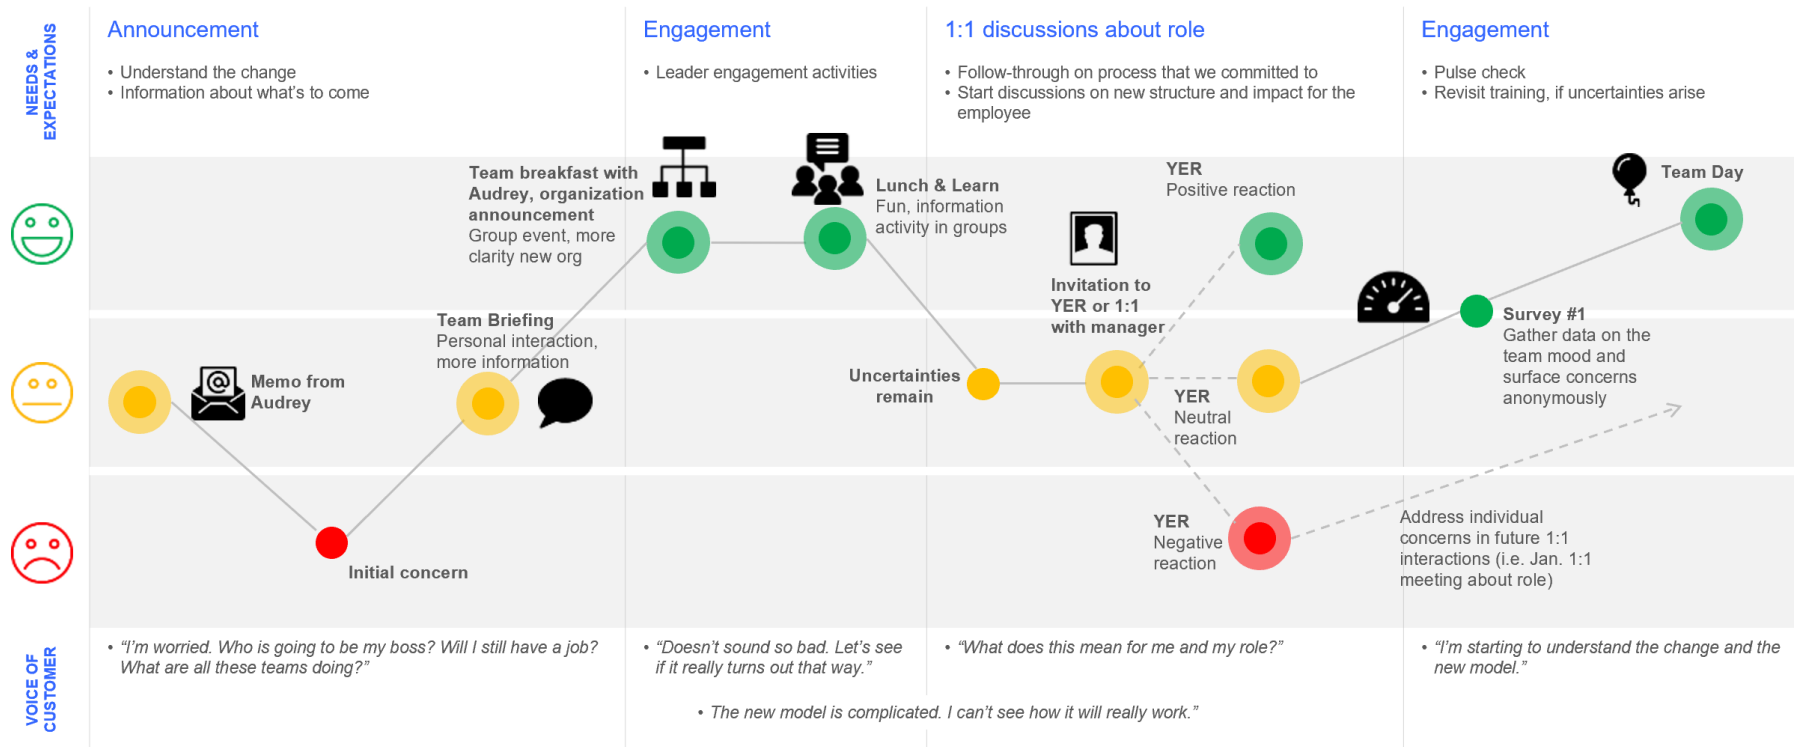 NEEDS &
EXPECTATIONS
Announcement
• Understand the change
• Information about what's to come
Engagement
• Leader engagement activities
1:1 discussions about role
• Follow-through on process that we committed to
• Start discussions on new structure and impact for the
employee
Engagement
• Pulse check
• Revisit training, if uncertainties arise
Memo from
Audrey
Initial concern
Team Briefing
Personal interaction,
more information
Team breakfast with
Audrey, organization
announcement
Group event, more
clarity new org
Lunch & Learn
Fun, information
activity in groups
Uncertainties
remain
Invitation to
YER or 1:1
with manager
YER
Positive reaction
YER
Neutral
reaction
YER
Negative
reaction
Survey #1
Gather data on the
team mood and
surface concerns
anonymously
Team Day
Address individual
concerns in future 1:1
interactions (i.e. Jan. 1:1
meeting about role)
VOICE OF
CUSTOMER
• “I'm worried. Who is going to be my boss? Will I still have a job?
What are all these teams doing?”
• “Doesn't sound so bad. Let's see
if it really turns out that way.”
• “What does this mean for me and my role?”
• “I'm starting to understand the change and the
new model.”
• The new model is complicated. I can't see how it will really work.”